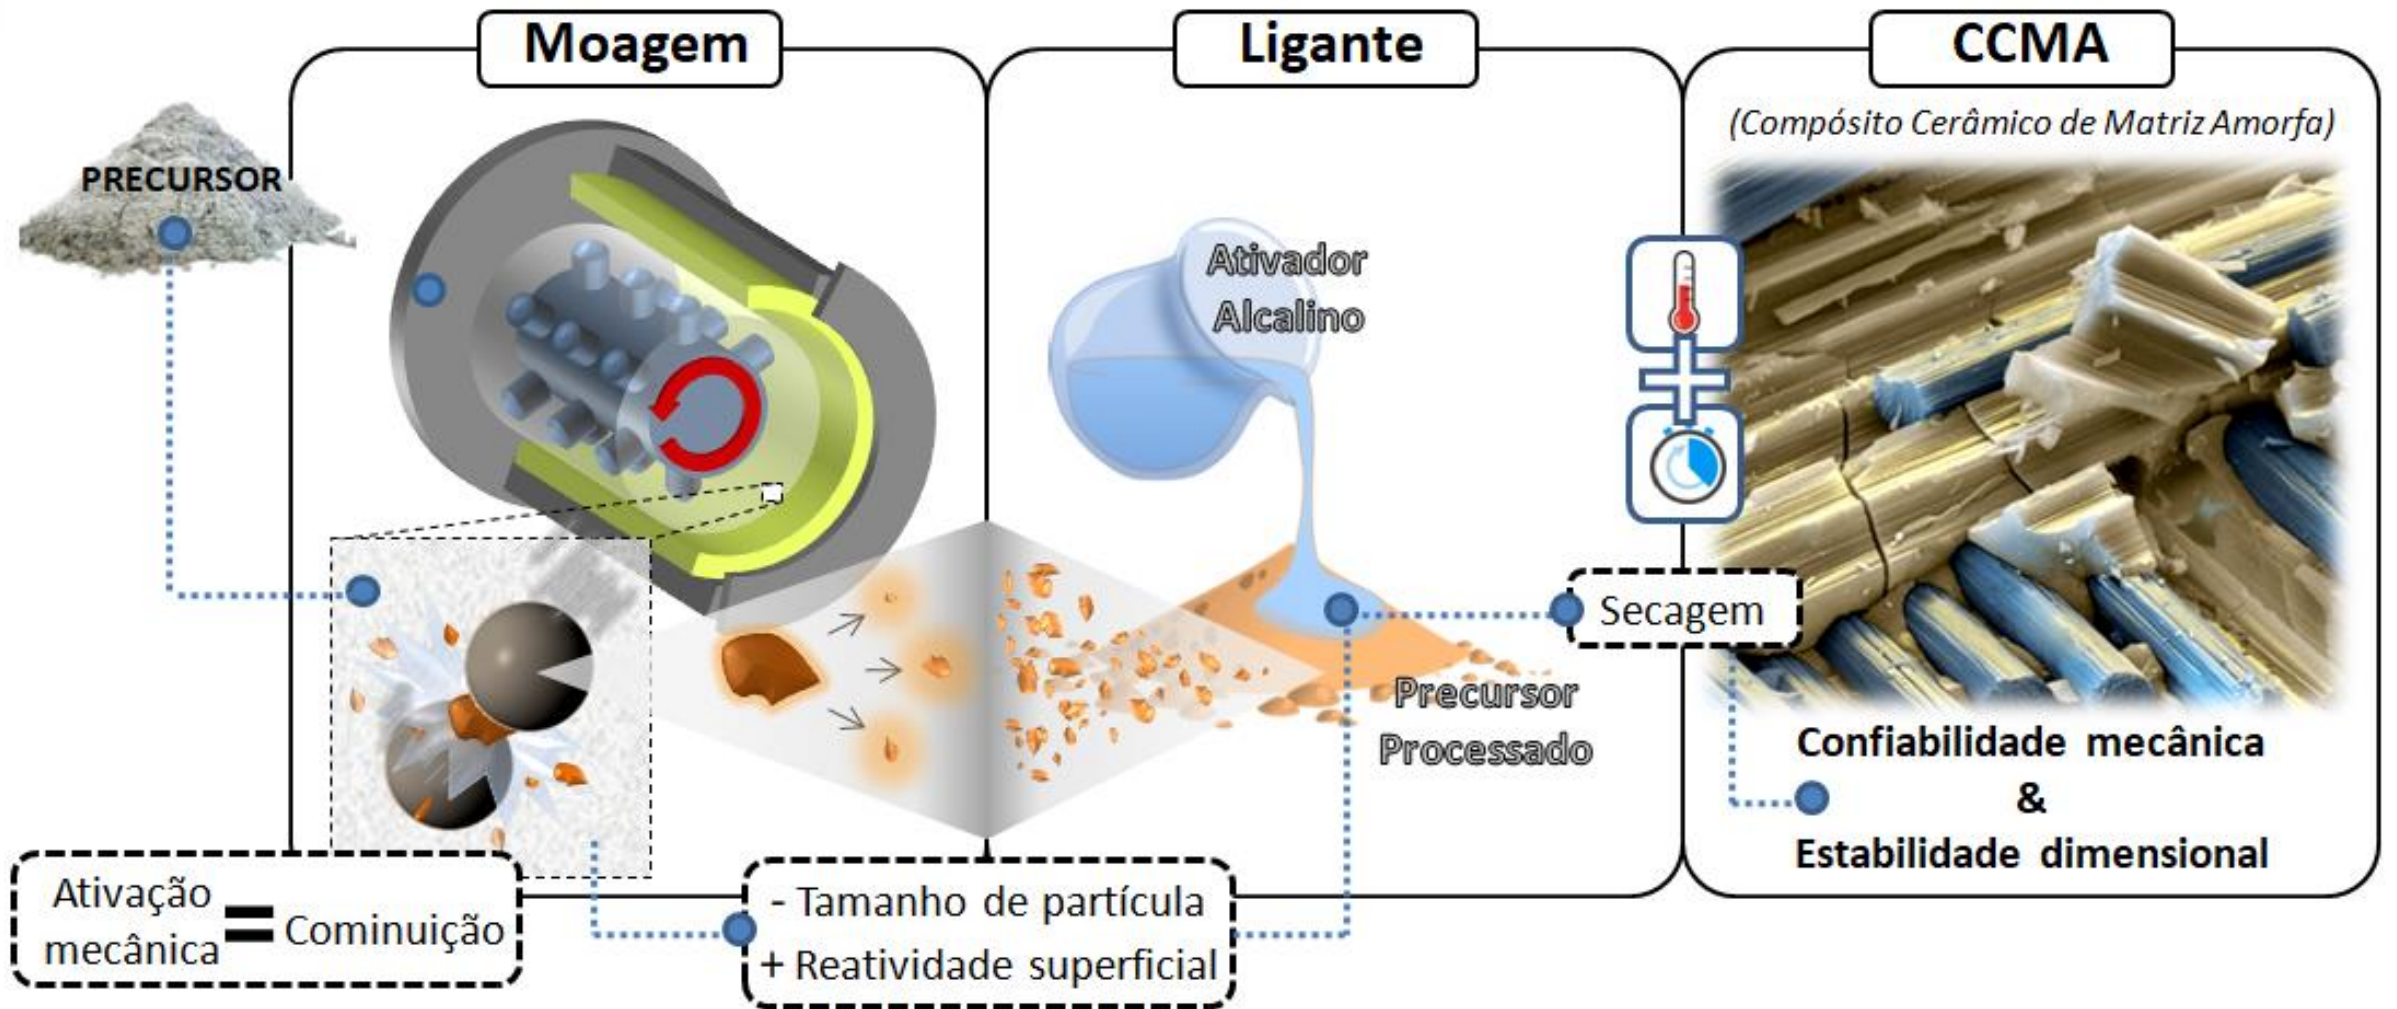 Moagem
Ligante
CCMA
(Compósito Cerâmico de Matriz Amorfa)
PRECURSOR
Ativador
Alcalino
Secagem
Precursor
Processado
Confiabilidade mecânica
&
Estabilidade dimensional
Ativação
mecânica = Cominuição
- Tamanho de partícula
+ Reatividade superficial